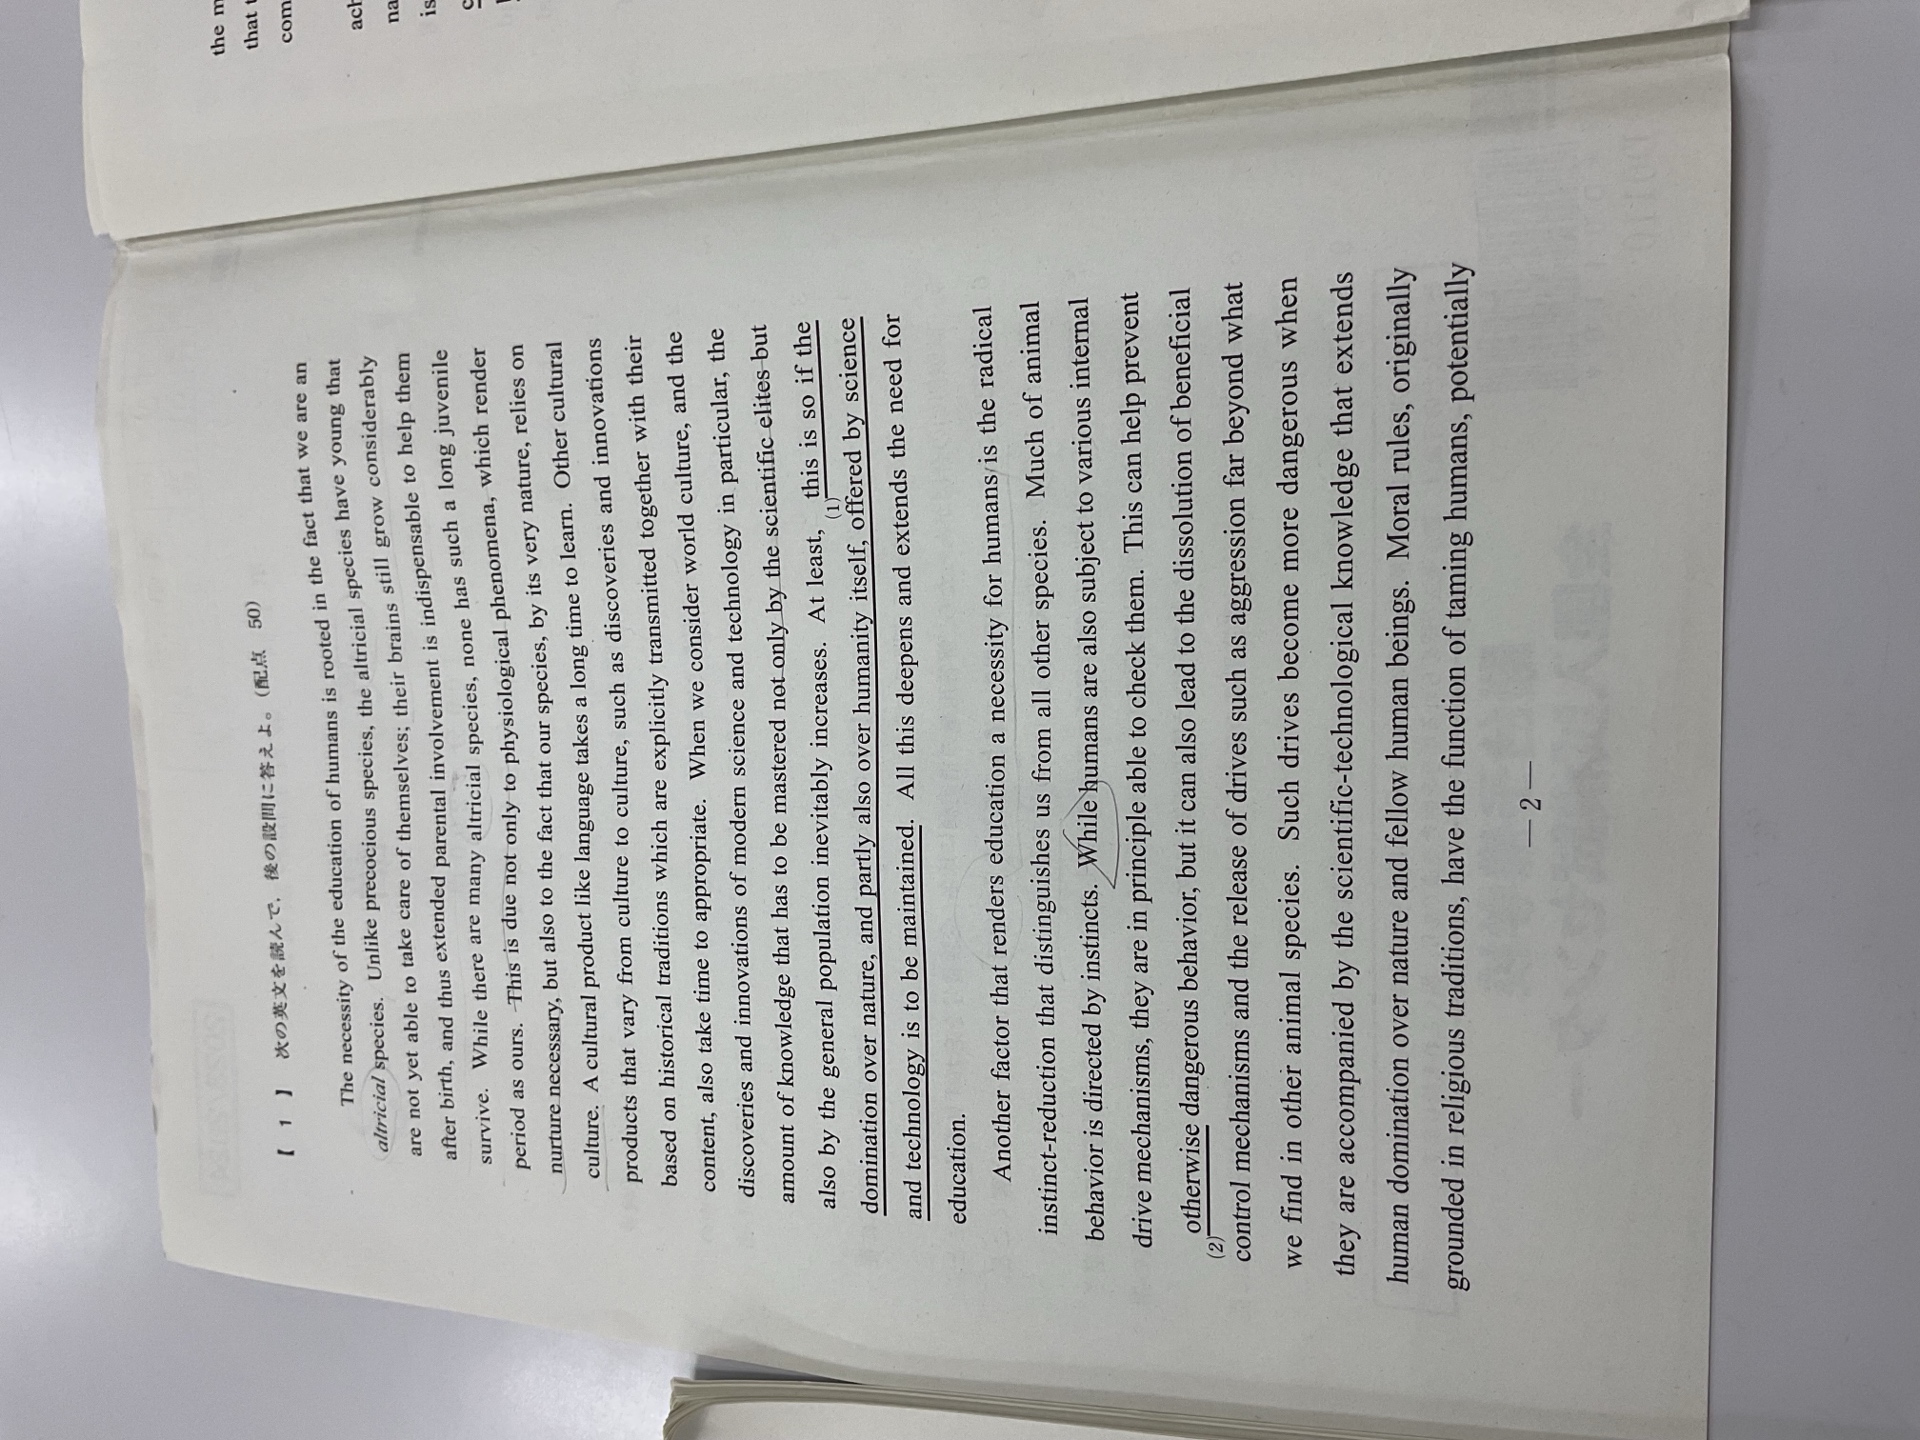 【 1 】 次の英文を読んで，後の設問に答えよ。(配点 50)
The necessity of the education of humans is rooted in the fact that we are an
altricial species. Unlike precocious species, the altricial species have young that
are not yet able to take care of themselves; their brains still grow considerably
after birth, and thus extended parental involvement is indispensable to help them
survive. While there are many altricial species, none has such a long juvenile
period as ours. This is due not only to physiological phenomena, which render
nurture necessary, but also to the fact that our species, by its very nature, relies on
culture. A cultural product like language takes a long time to learn. Other cultural
products that vary from culture to culture, such as discoveries and innovations
based on historical traditions which are explicitly transmitted together with their
content, also take time to appropriate. When we consider world culture, and the
discoveries and innovations of modern science and technology in particular, the
amount of knowledge that has to be mastered not only by the scientific elites but
also by the general population inevitably increases. At least, (1)this is so if the
domination over nature, and partly also over humanity itself, offered by science
and technology is to be maintained. All this deepens and extends the need for
education.
Another factor that renders education a necessity for humans is the radical
instinct-reduction that distinguishes us from all other species. Much of animal
behavior is directed by instincts. While humans are also subject to various internal
drive mechanisms, they are in principle able to check them. This can help prevent
(2)otherwise dangerous behavior, but it can also lead to the dissolution of beneficial
control mechanisms and the release of drives such as aggression far beyond what
we find in other animal species. Such drives become more dangerous when
they are accompanied by the scientific-technological knowledge that extends
human domination over nature and fellow human beings. Moral rules, originally
grounded in religious traditions, have the function of taming humans, potentially
— 2 —
the m
that t
com
ach
na
is